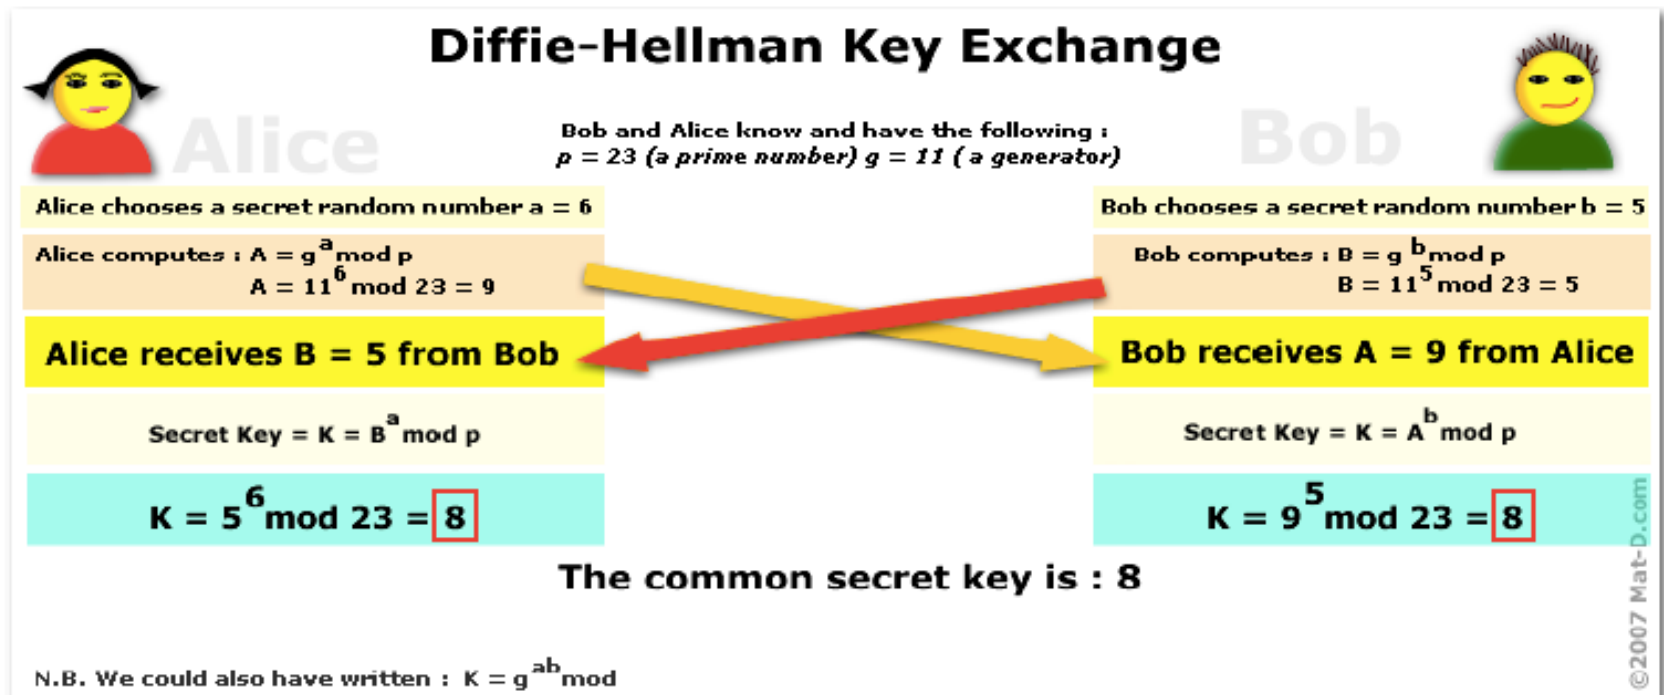 Diffie-Hellman Key Exchange
Alice
Bob
Bob and Alice know and have the following :
p = 23 (a prime number) g = 11 ( a generator)
Alice chooses a secret random number a = 6
Alice computes : A = g^a mod p
A = 11^6 mod 23 = 9
Alice receives B = 5 from Bob
Secret Key = K = B^a mod p
K = 5^6 mod 23 = 8
Bob chooses a secret random number b = 5
Bob computes : B = g^b mod p
B = 11^5 mod 23 = 5
Bob receives A = 9 from Alice
Secret Key = K = A^b mod p
K = 9^5 mod 23 = 8
The common secret key is : 8
N.B. We could also have written : K = g^ab mod
©2007 Mat-D.com